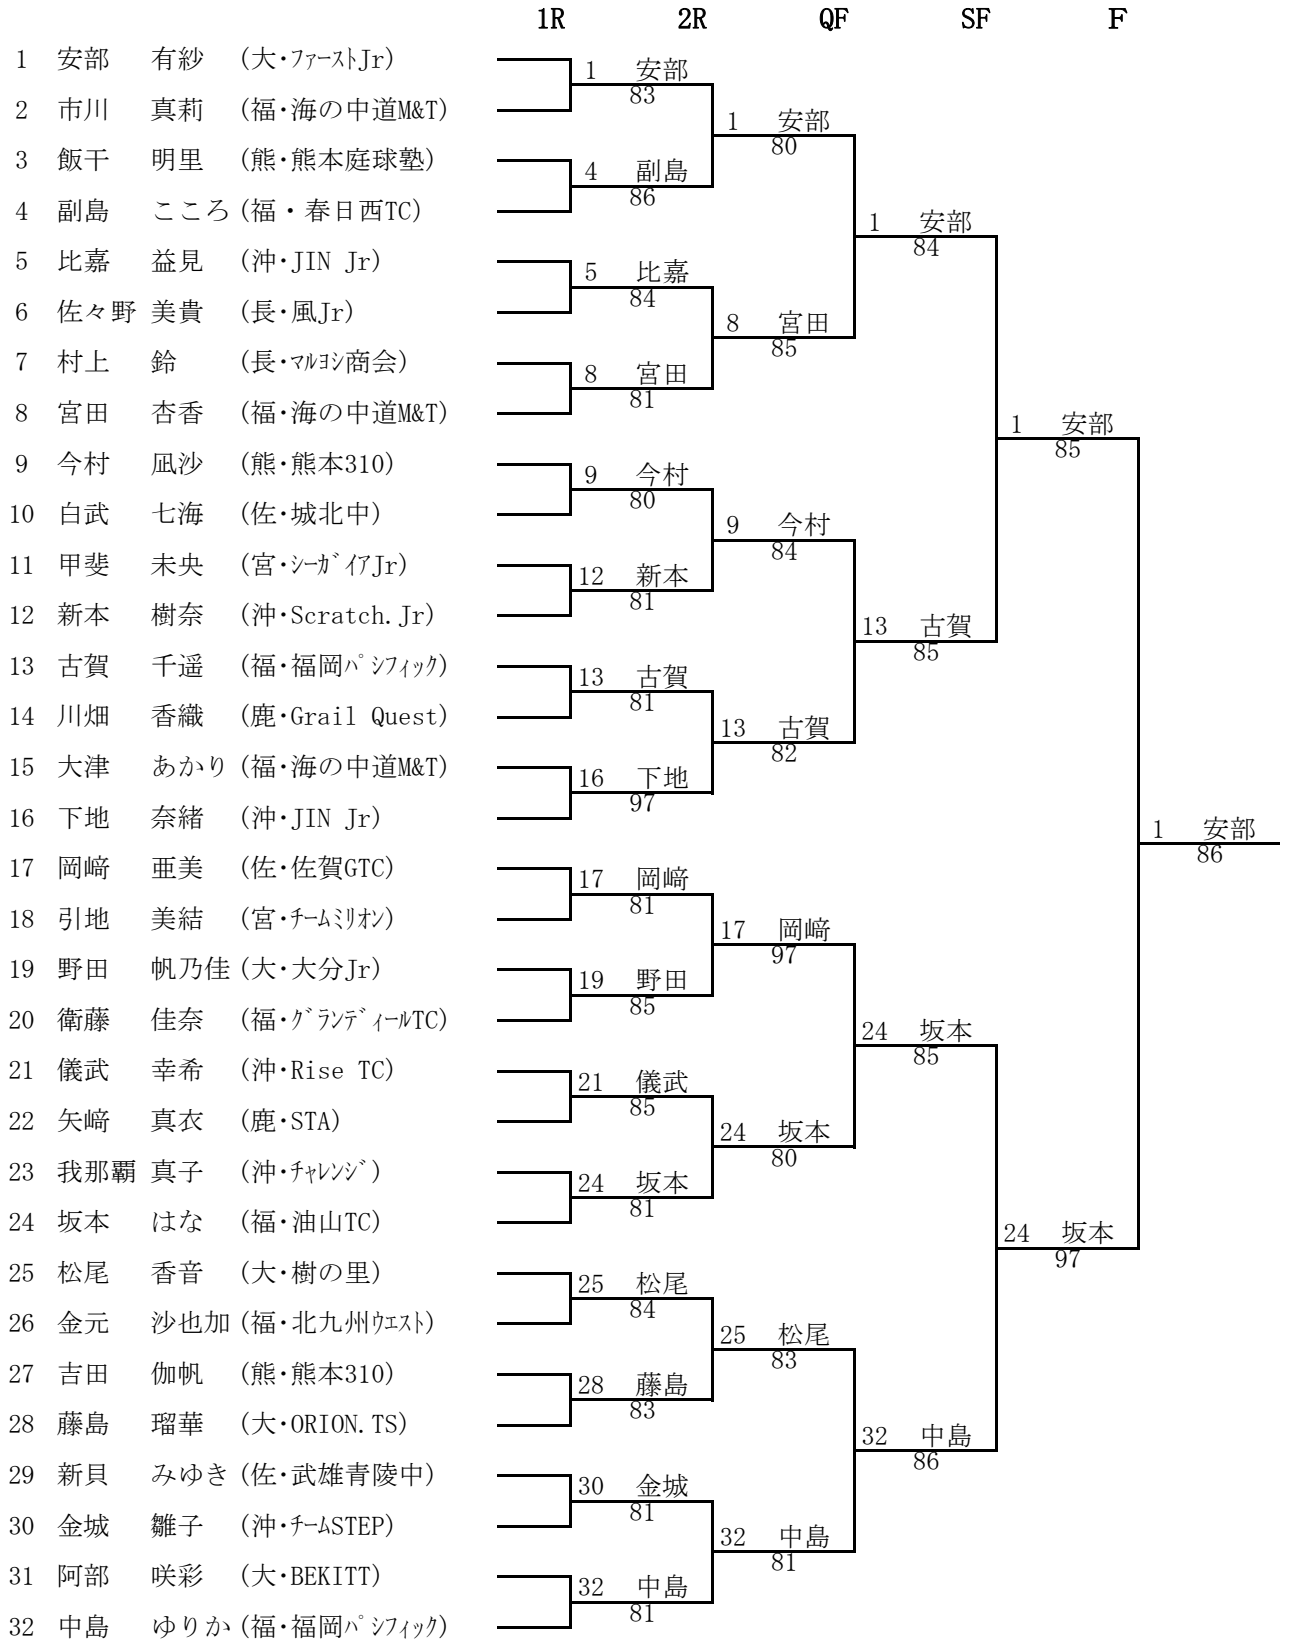 1R 2R QF SF F
1 安部 有紗 (大・ファーストJr)
1 安部
83
2 市川 真莉 (福・海の中道M&T)
1 安部
80
3 飯干 明里 (熊・熊本庭球塾)
4 副島
86
4 副島 こころ (福・春日西TC)
1 安部
84
5 比嘉 益見 (沖・JIN Jr)
5 比嘉
84
6 佐々野 美貴 (長・風Jr)
8 宮田
85
7 村上 鈴 (長・マルヨシ商会)
8 宮田
81
8 宮田 杏香 (福・海の中道M&T)
1 安部
85
9 今村 凪沙 (熊・熊本310)
9 今村
80
10 白武 七海 (佐・城北中)
9 今村
84
11 甲斐 未央 (宮・シーガイアJr)
12 新本
81
12 新本 樹奈 (沖・Scratch.Jr)
13 古賀
85
13 古賀 千遥 (福・福岡パシフィック)
13 古賀
81
14 川畑 香織 (鹿・Grail Quest)
13 古賀
82
15 大津 あかり (福・海の中道M&T)
16 下地
97
16 下地 奈緒 (沖・JIN Jr)
1 安部
86
17 岡﨑 亜美 (佐・佐賀GTC)
17 岡﨑
81
18 引地 美結 (宮・チームミリオン)
17 岡﨑
97
19 野田 帆乃佳 (大・大分Jr)
19 野田
85
20 衛藤 佳奈 (福・グランディールTC)
24 坂本
85
21 儀武 幸希 (沖・Rise TC)
21 儀武
85
22 矢﨑 真衣 (鹿・STA)
24 坂本
80
23 我那覇 真子 (沖・チャレンジ)
24 坂本
81
24 坂本 はな (福・油山TC)
24 坂本
97
25 松尾 香音 (大・樹の里)
25 松尾
84
26 金元 沙也加 (福・北九州ウエスト)
25 松尾
83
27 吉田 伽帆 (熊・熊本310)
28 藤島
83
28 藤島 瑠華 (大・ORION.TS)
32 中島
86
29 新貝 みゆき (佐・武雄青陵中)
30 金城
81
30 金城 雛子 (沖・チームSTEP)
32 中島
81
31 阿部 咲彩 (大・BEKITT)
32 中島
81
32 中島 ゆりか (福・福岡パシフィック)